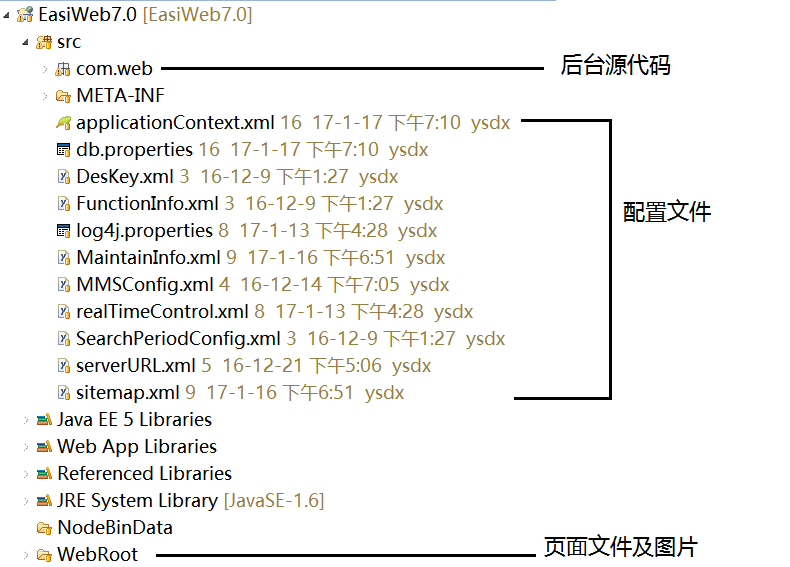 EasiWeb7.0 [EasiWeb7.0]
src
com.web
后台源代码
META-INF
applicationContext.xml 16 17-1-17 下午7:10 ysdx
db.properties 16 17-1-17 下午7:10 ysdx
DesKey.xml 3 16-12-9 下午1:27 ysdx
FunctionInfo.xml 3 16-12-9 下午1:27 ysdx
配置文件
log4j.properties 8 17-1-13 下午4:28 ysdx
MaintainInfo.xml 9 17-1-16 下午6:51 ysdx
MMSConfig.xml 4 16-12-14 下午7:05 ysdx
realTimeControl.xml 8 17-1-13 下午4:28 ysdx
SearchPeriodConfig.xml 3 16-12-9 下午1:27 ysdx
serverURL.xml 5 16-12-21 下午5:06 ysdx
sitemap.xml 9 17-1-16 下午6:51 ysdx
Java EE 5 Libraries
Web App Libraries
Referenced Libraries
JRE System Library [JavaSE-1.6]
NodeBinData
WebRoot
页面文件及图片